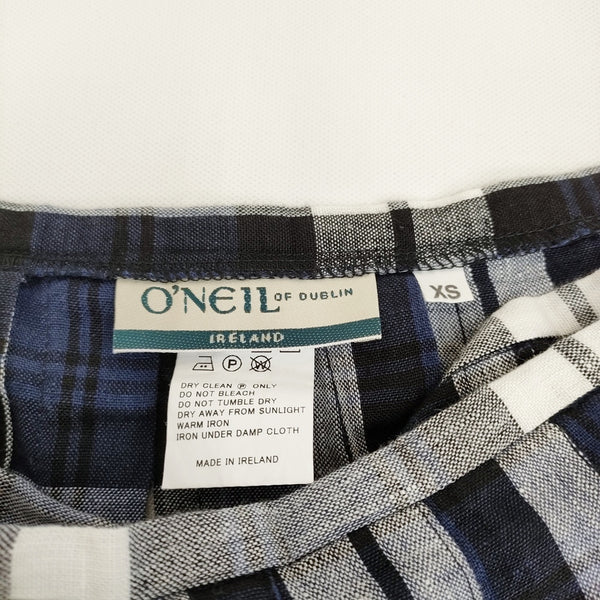 O'NEIL OF DUBLIN
IRELAND
XS
P W
DRY CLEAN P ONLY
DO NOT BLEACH
DO NOT TUMBLE DRY
DRY AWAY FROM SUNLIGHT
WARM IRON
IRON UNDER DAMP CLOTH
MADE IN IRELAND